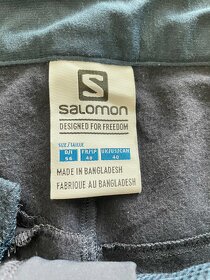 S
salomon
DESIGNED FOR FREEDOM
SIZE/TAILLE
D/I FR/SP UK/US/CAN
56 48 40
MADE IN BANGLADESH
FABRIQUÉ AU BANGLADESH